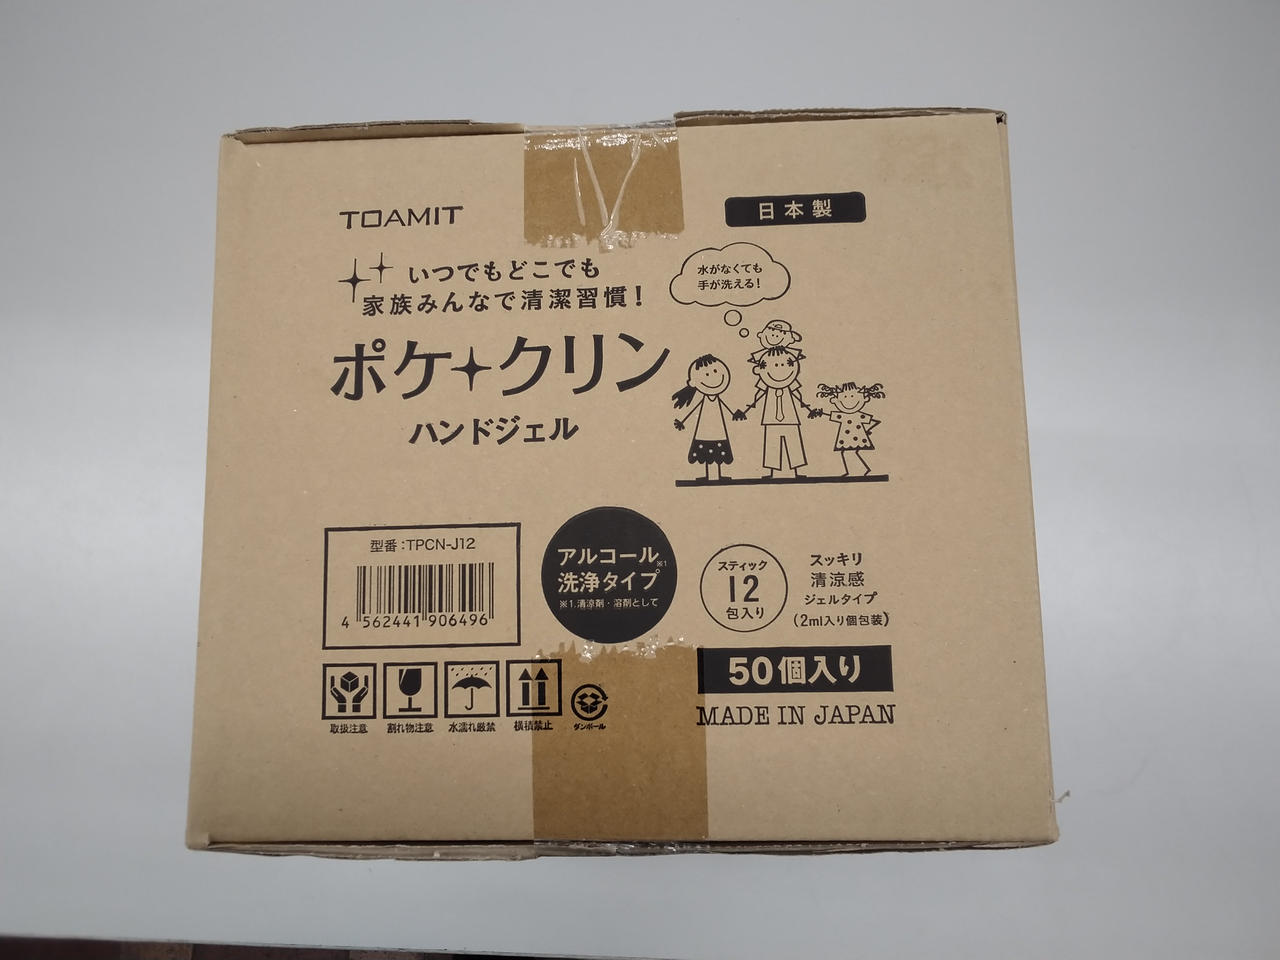 TOAMIT
日本製
いつでもどこでも
家族みんなで清潔習慣!
水がなくても
手が洗える!
ポケ✦クリン
ハンドジェル
型番:TPCN-J12
4 562441 906496
アルコール
洗浄タイプ※1
※1.清涼剤・溶剤として
スティック
12
包入り
スッキリ
清涼感
ジェルタイプ
(2ml入り個包装)
50個入り
MADE IN JAPAN
取扱注意
割れ物注意
水濡れ厳禁
横積禁止
ダンボール